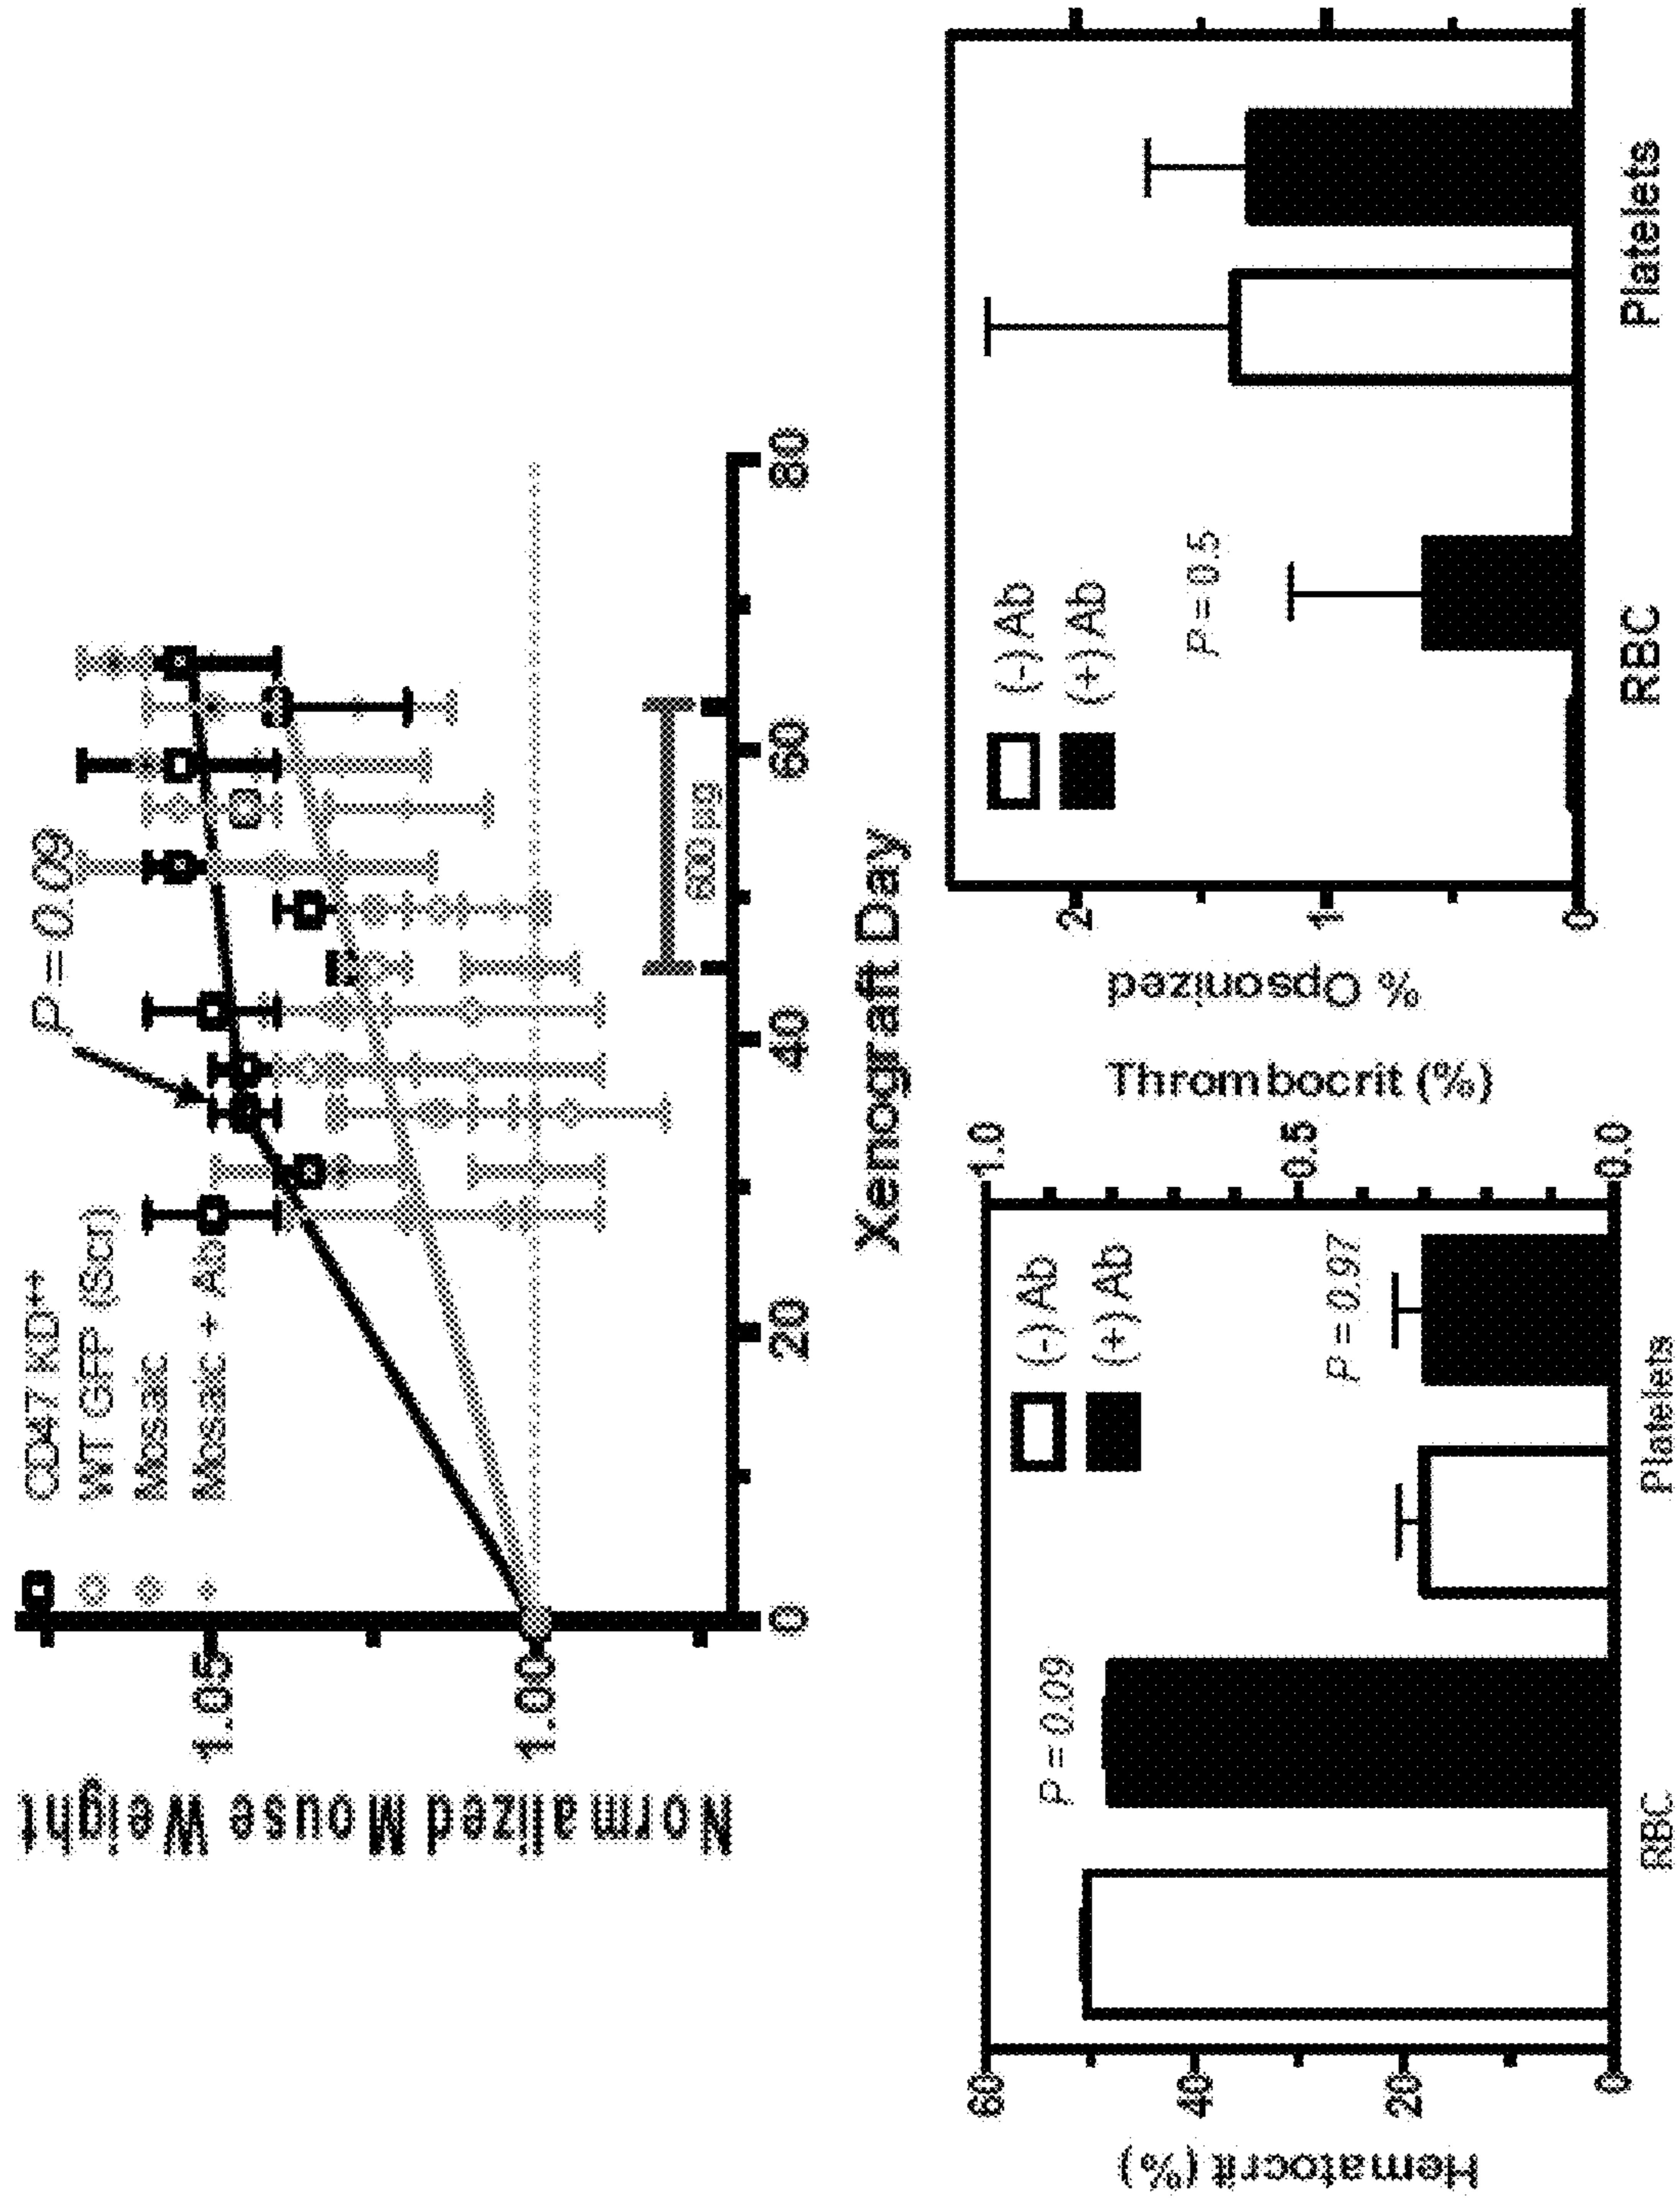 Normalized Mouse Weight
1.05
1.00
CD47 KD++
WT GFP (Scr)
Mosaic
Mosaic + Ab
P = 0.09
600 µg
0
20
40
60
80
Xenograft Day
Hematocrit (%)
60
40
20
0
P = 0.09
(-) Ab
(+) Ab
P = 0.97
RBC
Platelets
1.0
0.5
0.0
Thrombocrit (%)
% Opsonized
2
1
0
(-) Ab
(+) Ab
P = 0.5
RBC
Platelets